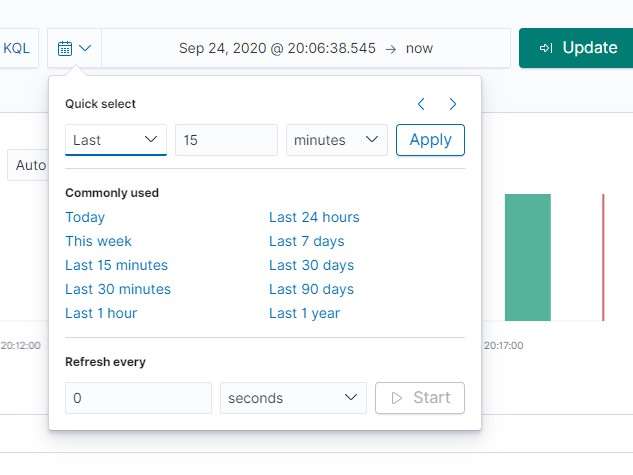 KQL
Sep 24, 2020 @ 20:06:38.545 → now
Update
Quick select
Last 15 minutes Apply
Auto
Commonly used
Today Last 24 hours
This week Last 7 days
Last 15 minutes Last 30 days
Last 30 minutes Last 90 days
Last 1 hour Last 1 year
20:12:00 20:17:00
Refresh every
0 seconds Start